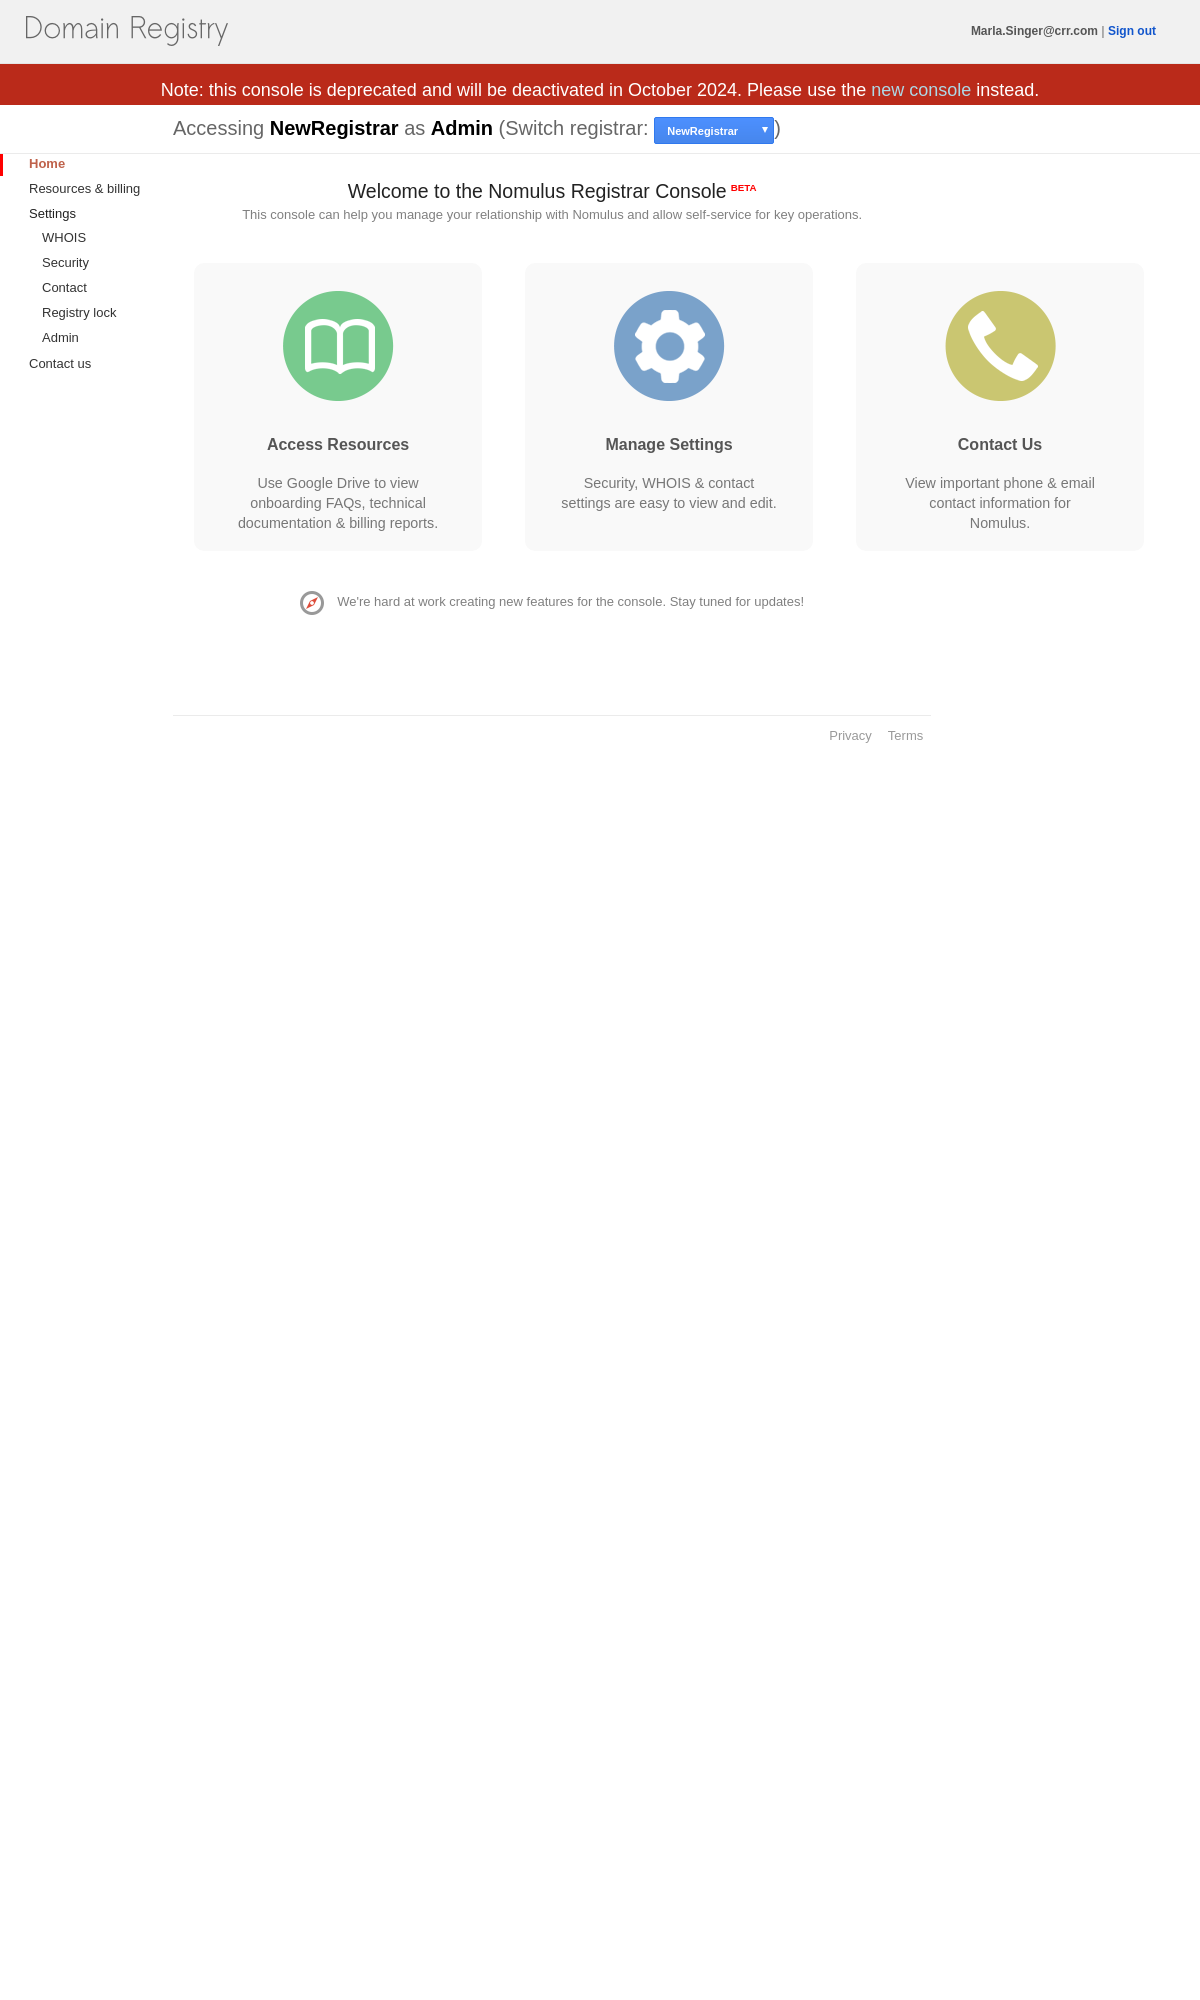 Domain Registry
Marla.Singer@crr.com | Sign out
Note: this console is deprecated and will be deactivated in October 2024. Please use the new console instead.
Accessing NewRegistrar as Admin (Switch registrar: NewRegistrar ▼)
Home
Resources & billing
Settings
WHOIS
Security
Contact
Registry lock
Admin
Contact us
Welcome to the Nomulus Registrar Console BETA
This console can help you manage your relationship with Nomulus and allow self-service for key operations.
Access Resources
Use Google Drive to view
onboarding FAQs, technical
documentation & billing reports.
Manage Settings
Security, WHOIS & contact
settings are easy to view and edit.
Contact Us
View important phone & email
contact information for
Nomulus.
We're hard at work creating new features for the console. Stay tuned for updates!
Privacy Terms